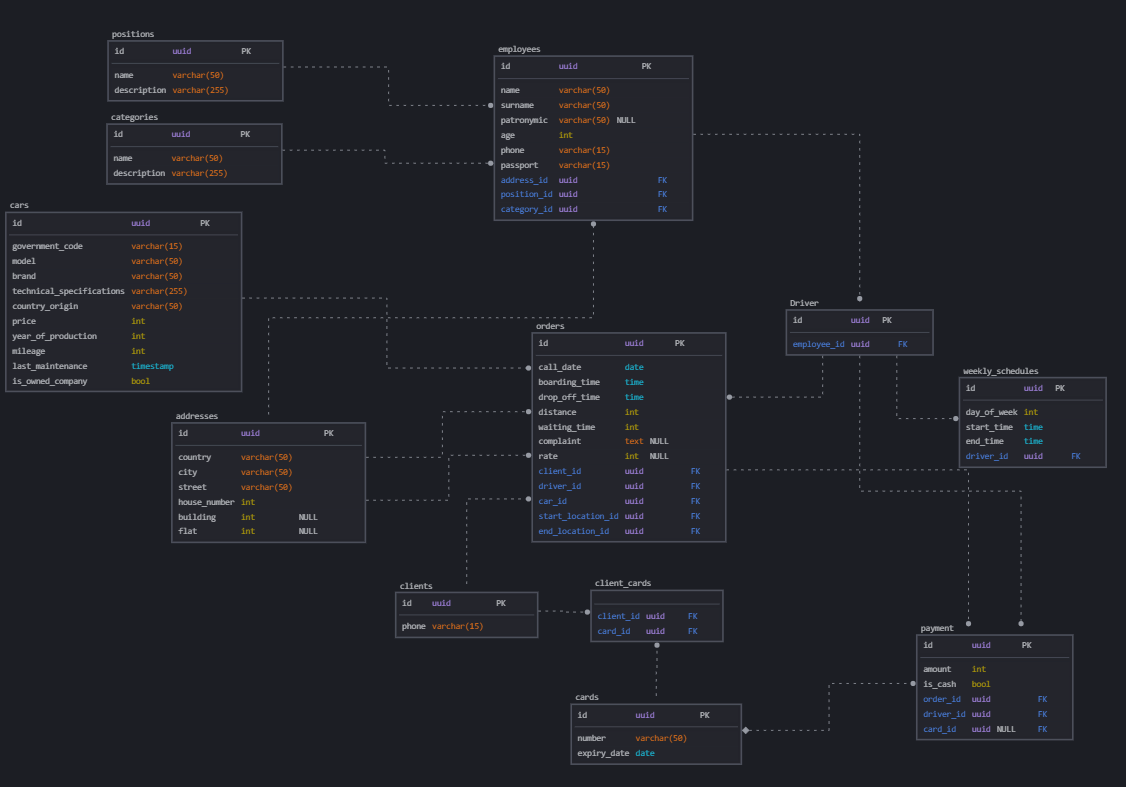 positions
id uuid PK
name varchar(50)
description varchar(255)
categories
id uuid PK
name varchar(50)
description varchar(255)
employees
id uuid PK
name varchar(50)
surname varchar(50)
patronymic varchar(50) NULL
age int
phone varchar(15)
passport varchar(15)
address_id uuid FK
position_id uuid FK
category_id uuid FK
cars
id uuid PK
government_code varchar(15)
model varchar(50)
brand varchar(50)
technical_specifications varchar(255)
country_origin varchar(50)
price int
year_of_production int
mileage int
last_maintenance timestamp
is_owned_company bool
Driver
id uuid PK
employee_id uuid FK
orders
id uuid PK
call_date date
boarding_time time
drop_off_time time
distance int
waiting_time int
complaint text NULL
rate int NULL
client_id uuid FK
driver_id uuid FK
car_id uuid FK
start_location_id uuid FK
end_location_id uuid FK
weekly_schedules
id uuid PK
day_of_week int
start_time time
end_time time
driver_id uuid FK
addresses
id uuid PK
country varchar(50)
city varchar(50)
street varchar(50)
house_number int
building int NULL
flat int NULL
clients
id uuid PK
phone varchar(15)
client_cards
client_id uuid FK
card_id uuid FK
payment
id uuid PK
amount int
is_cash bool
order_id uuid FK
driver_id uuid FK
card_id uuid NULL FK
cards
id uuid PK
number varchar(50)
expiry_date date